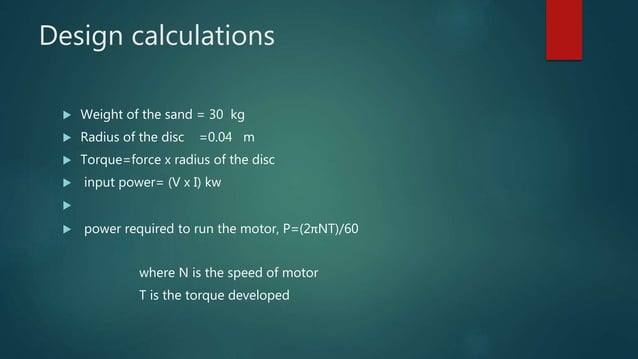 Design calculations
Weight of the sand = 30 kg
Radius of the disc =0.04 m
Torque=force x radius of the disc
input power= (V x I) kw
power required to run the motor, P=(2πNT)/60
where N is the speed of motor
T is the torque developed